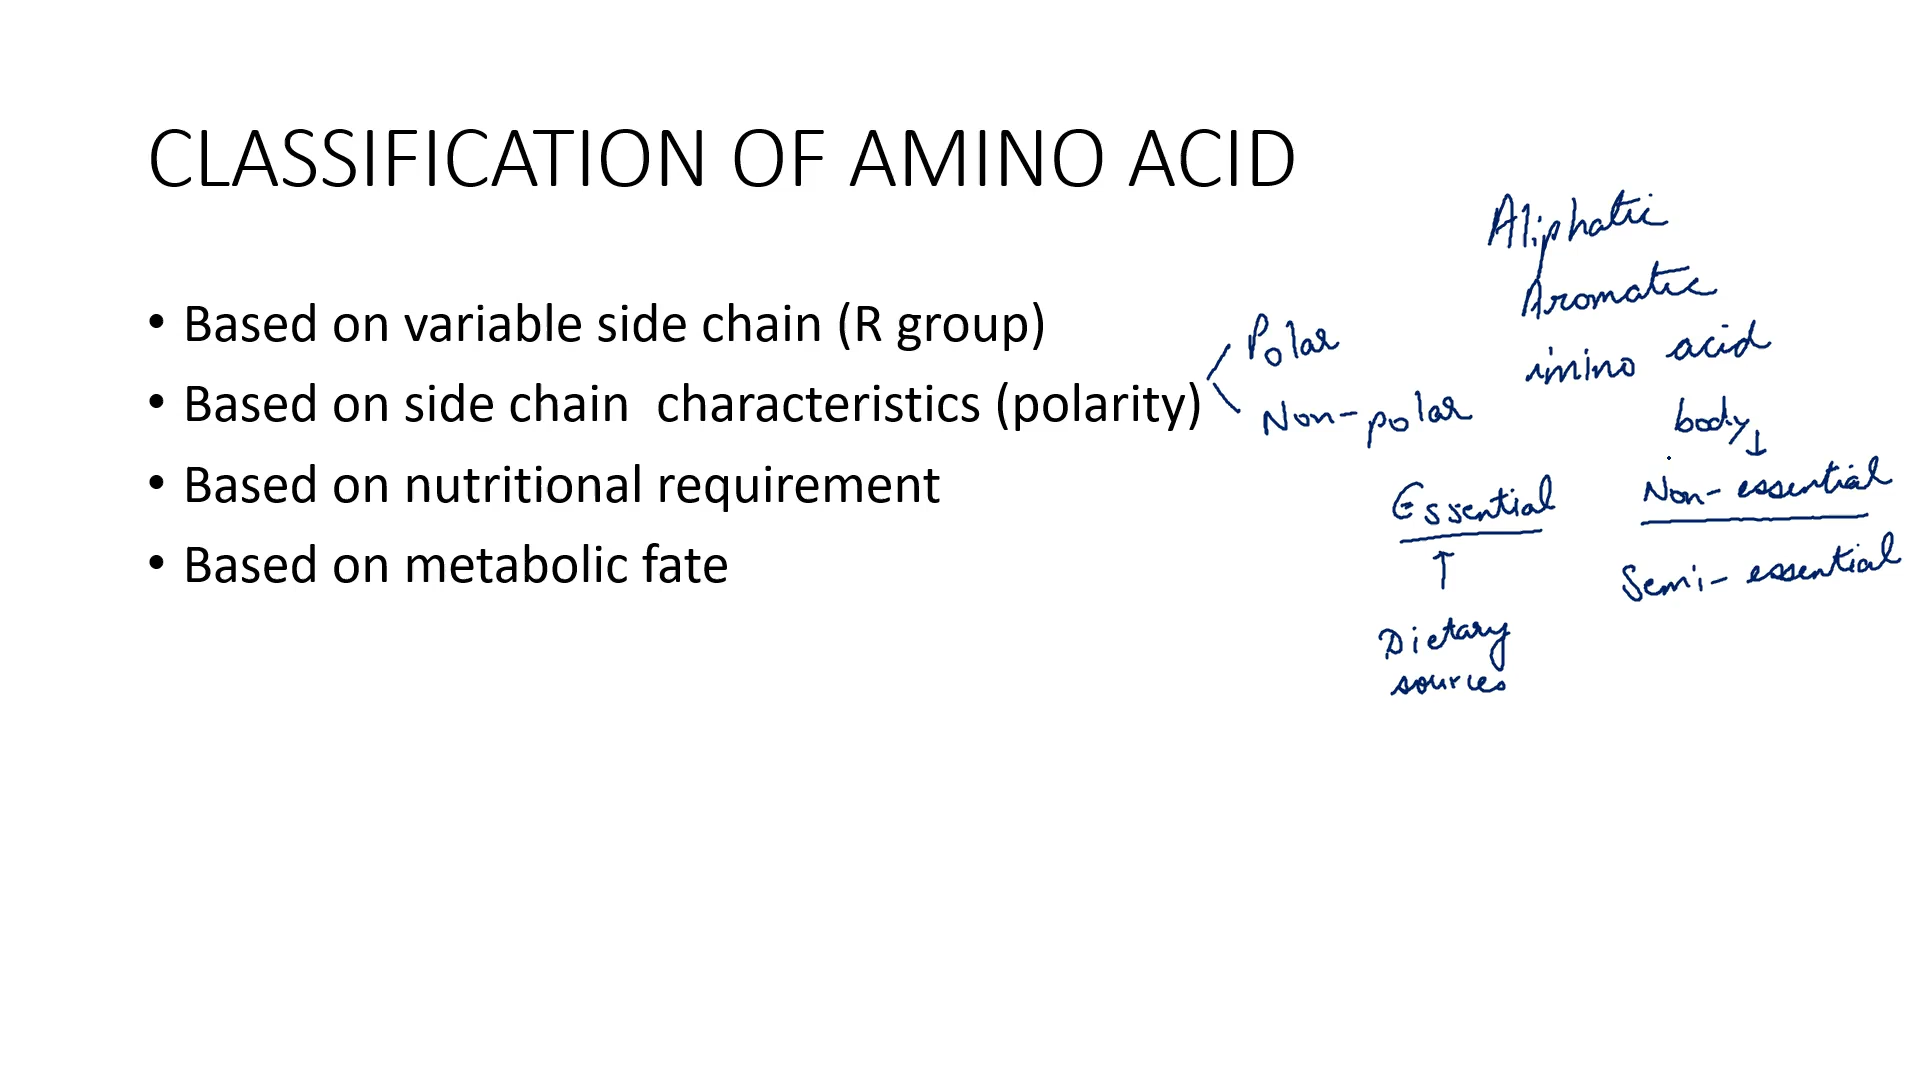 CLASSIFICATION OF AMINO ACID
• Based on variable side chain (R group)
• Based on side chain characteristics (polarity)
• Based on nutritional requirement
• Based on metabolic fate
Aliphatic
Aromatic
imino acid
Polar
Non-polar
body ↓
Essential
Non-essential
Semi-essential
↑
Dietary
sources